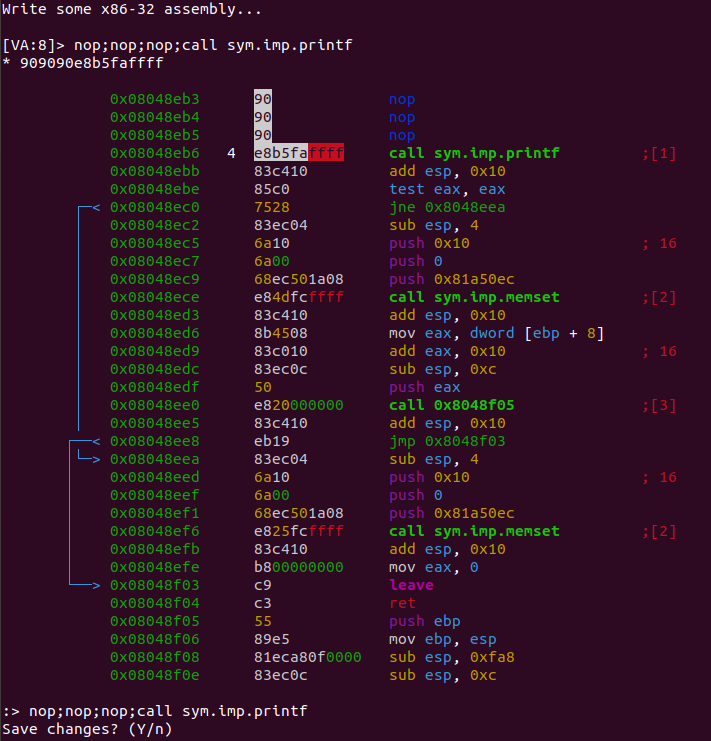 Write some x86-32 assembly...
[VA:8]> nop;nop;nop;call sym.imp.printf
* 909090e8b5faffff
0x08048eb3 90 nop
0x08048eb4 90 nop
0x08048eb5 90 nop
0x08048eb6 4 e8b5faffff call sym.imp.printf ;[1]
0x08048ebb 83c410 add esp, 0x10
0x08048ebe 85c0 test eax, eax
0x08048ec0 7528 jne 0x8048eea
0x08048ec2 83ec04 sub esp, 4
0x08048ec5 6a10 push 0x10 ; 16
0x08048ec7 6a00 push 0
0x08048ec9 68ec501a08 push 0x81a50ec
0x08048ece e84dfcffff call sym.imp.memset ;[2]
0x08048ed3 83c410 add esp, 0x10
0x08048ed6 8b4508 mov eax, dword [ebp + 8]
0x08048ed9 83c010 add eax, 0x10 ; 16
0x08048edc 83ec0c sub esp, 0xc
0x08048edf 50 push eax
0x08048ee0 e820000000 call 0x8048f05 ;[3]
0x08048ee5 83c410 add esp, 0x10
0x08048ee8 eb19 jmp 0x8048f03
0x08048eea 83ec04 sub esp, 4
0x08048eed 6a10 push 0x10 ; 16
0x08048eef 6a00 push 0
0x08048ef1 68ec501a08 push 0x81a50ec
0x08048ef6 e825fcffff call sym.imp.memset ;[2]
0x08048efb 83c410 add esp, 0x10
0x08048efe b800000000 mov eax, 0
0x08048f03 c9 leave
0x08048f04 c3 ret
0x08048f05 55 push ebp
0x08048f06 89e5 mov ebp, esp
0x08048f08 81eca80f0000 sub esp, 0xfa8
0x08048f0e 83ec0c sub esp, 0xc
:> nop;nop;nop;call sym.imp.printf
Save changes? (Y/n)